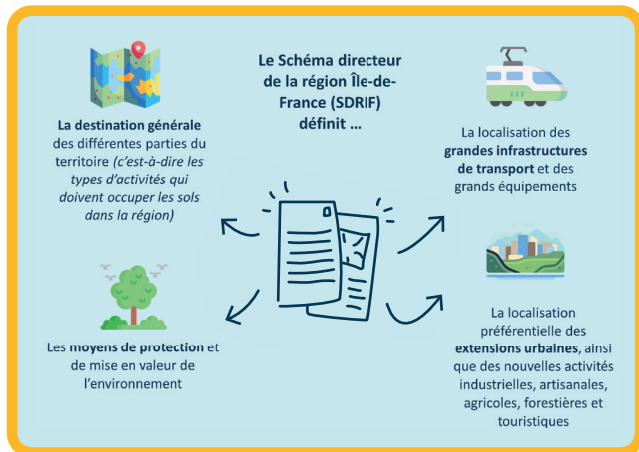 Le Schéma directeur
de la région Île-de-
France (SDRIF)
définit ...
La destination générale
des différentes parties du
territoire (c'est-à-dire les
types d'activités qui
doivent occuper les sols
dans la région)
La localisation des
grandes infrastructures
de transport et des
grands équipements
Les moyens de protection et
de mise en valeur de
l'environnement
La localisation
préférentielle des
extensions urbaines, ainsi
que des nouvelles activités
industrielles, artisanales,
agricoles, forestières et
touristiques